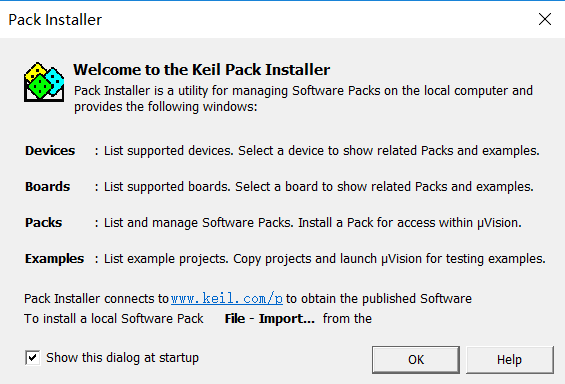 Pack Installer
Welcome to the Keil Pack Installer
Pack Installer is a utility for managing Software Packs on the local computer and
provides the following windows:
Devices : List supported devices. Select a device to show related Packs and examples.
Boards : List supported boards. Select a board to show related Packs and examples.
Packs : List and manage Software Packs. Install a Pack for access within µVision.
Examples : List example projects. Copy projects and launch µVision for testing examples.
Pack Installer connects to www.keil.com/p to obtain the published Software
To install a local Software Pack File - Import... from the
Show this dialog at startup
OK
Help